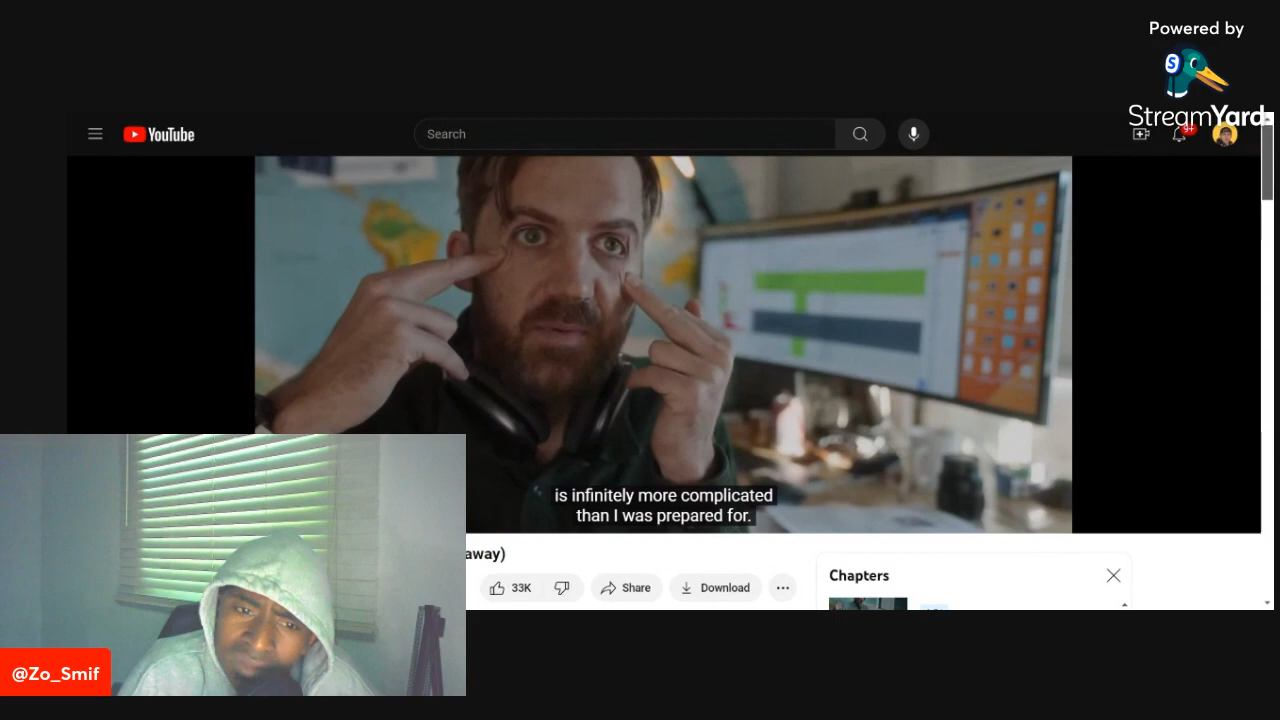 Powered by
StreamYard
YouTube
Search
9+
is infinitely more complicated
than I was prepared for.
away)
33K
Share
Download
Chapters
@Zo_Smif